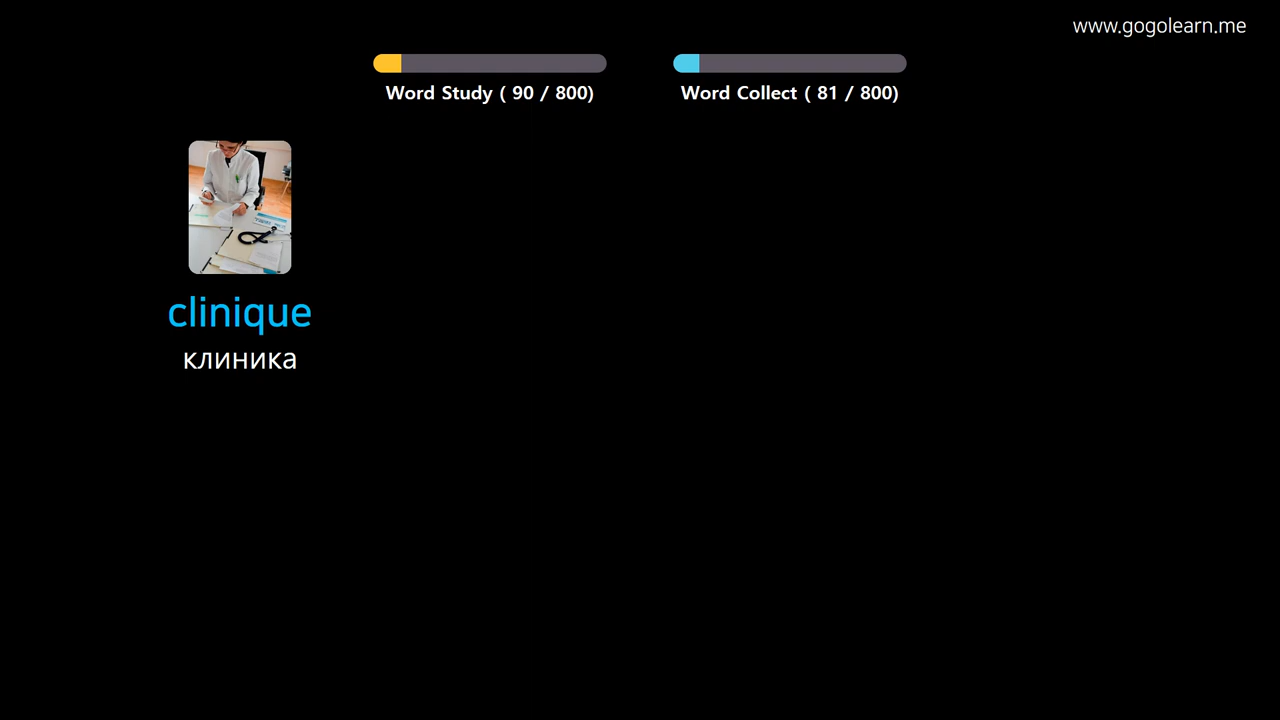 www.gogolearn.me
Word Study ( 90 / 800)
Word Collect ( 81 / 800)
clinique
клиника